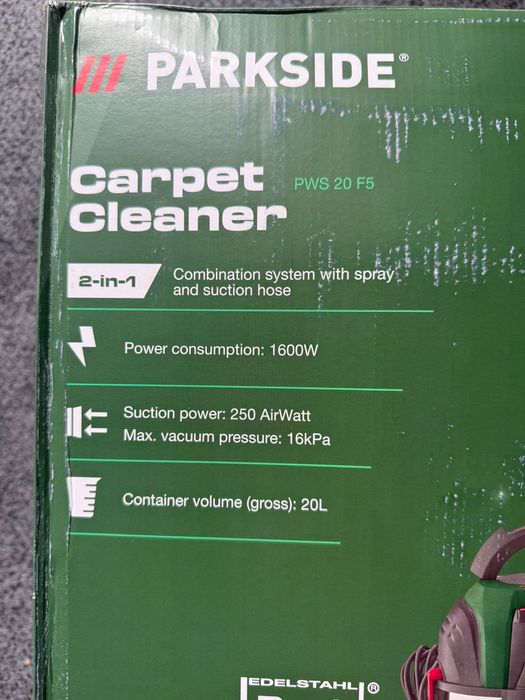 PARKSIDE®
Carpet PWS 20 F5
Cleaner
2-in-1 Combination system with spray
and suction hose
Power consumption: 1600W
Suction power: 250 AirWatt
Max. vacuum pressure: 16kPa
Container volume (gross): 20L
EDELSTAHL ®